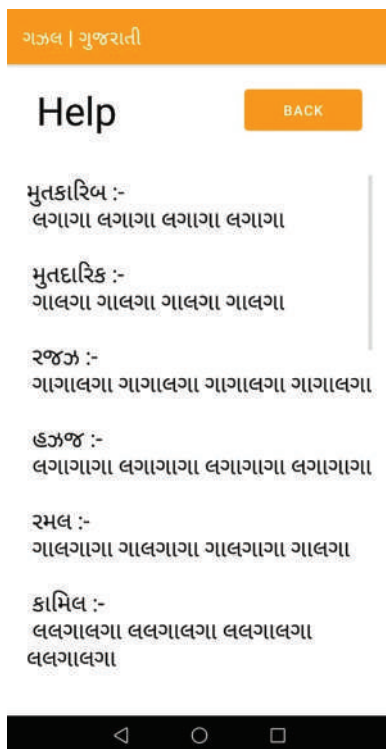 ગઝલ | ગુજરાતી
Help
BACK
મુતકારિબ :-
લગાગા લગાગા લગાગા લગાગા
મુતદારિક :-
ગાલગા ગાલગા ગાલગા ગાલગા
રજઝ :-
ગાગાલગા ગાગાલગા ગાગાલગા ગાગાલગા
હઝજ :-
લગાગાગા લગાગાગા લગાગાગા લગાગાગા
રમલ :-
ગાલગાગા ગાલગાગા ગાલગાગા ગાલગા
કામિલ :-
લલગાલગા લલગાલગા લલગાલગા
લલગાલગા